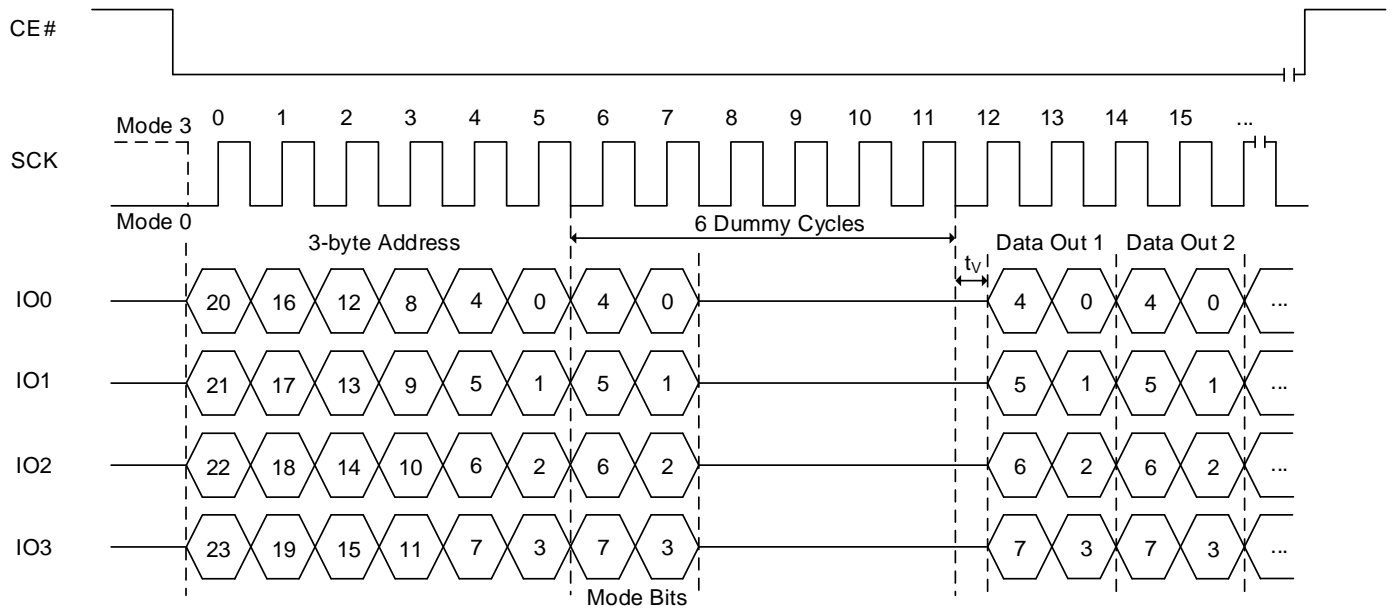 CE#
Mode 3 0 1 2 3 4 5 6 7 8 9 10 11 12 13 14 15 ...
SCK
Mode 0
6 Dummy Cycles
3-byte Address Data Out 1 Data Out 2
tV
IO0 20 16 12 8 4 0 4 0 4 0 4 0 ...
IO1 21 17 13 9 5 1 5 1 5 1 5 1 ...
IO2 22 18 14 10 6 2 6 2 6 2 6 2 ...
IO3 23 19 15 11 7 3 7 3 7 3 7 3 ...
Mode Bits